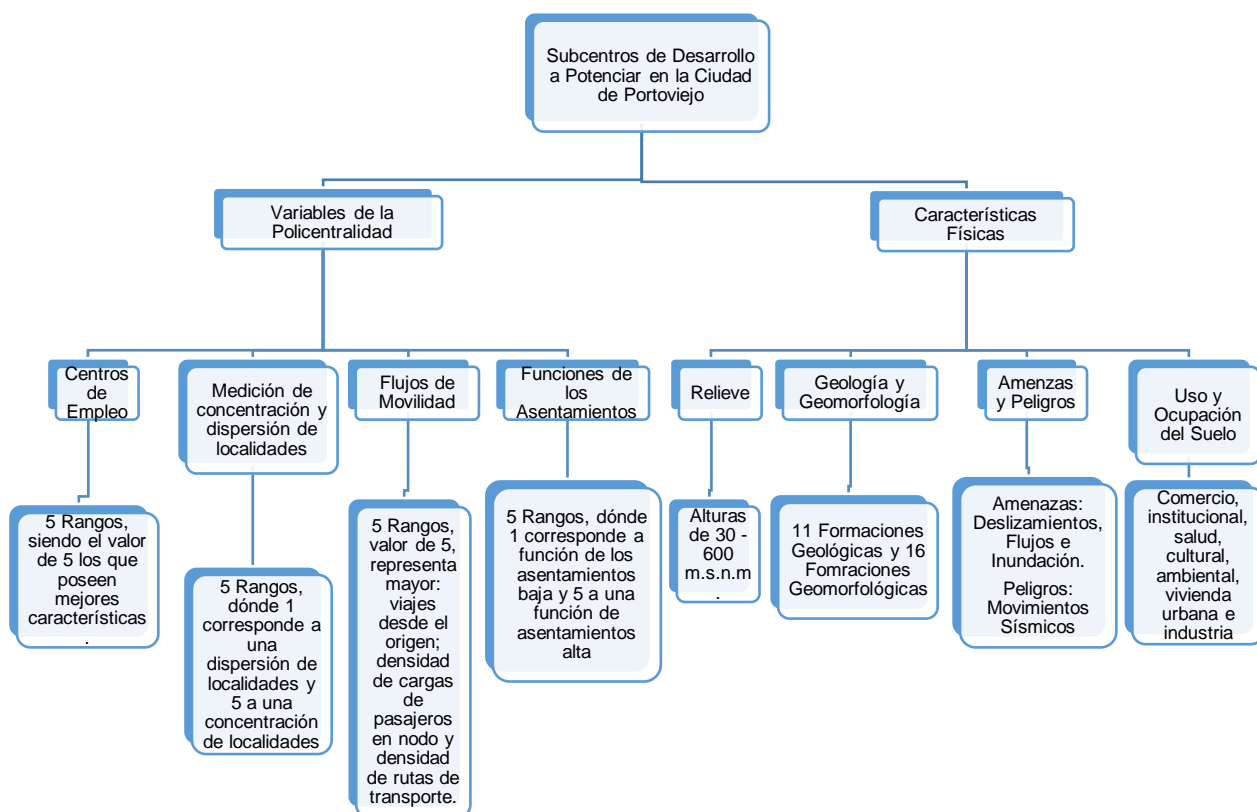 Subcentros de Desarrollo
a Potenciar en la Ciudad
de Portoviejo
Variables de la
Policentralidad
Características
Físicas
Centros
de
Empleo
Medición de
concentración y
dispersión de
localidades
Flujos de
Movilidad
Funciones de
los
Asentamientos
Relieve
Geología y
Geomorfología
Amenzas
y Peligros
Uso y
Ocupación
del Suelo
5 Rangos,
siendo el valor
de 5 los que
poseen
mejores
características
.
5 Rangos,
dónde 1
corresponde a
una
dispersión de
localidades y
5 a una
concentración
de localidades
5 Rangos,
valor de 5,
representa
mayor:
viajes
desde el
origen;
densidad
de cargas
de
pasajeros
en nodo y
densidad
de rutas de
transporte.
5 Rangos, dónde
1 corresponde a
función de los
asentamientos
baja y 5 a una
función de
asentamientos
alta
Alturas
de 30 -
600
m.s.n.m
.
11 Formaciones
Geológicas y 16
Fomraciones
Geomorfológicas
Amenazas:
Deslizamientos,
Flujos e
Inundación.
Peligros:
Movimientos
Sísmicos
Comercio,
institucional,
salud,
cultural,
ambiental,
vivienda
urbana e
industria